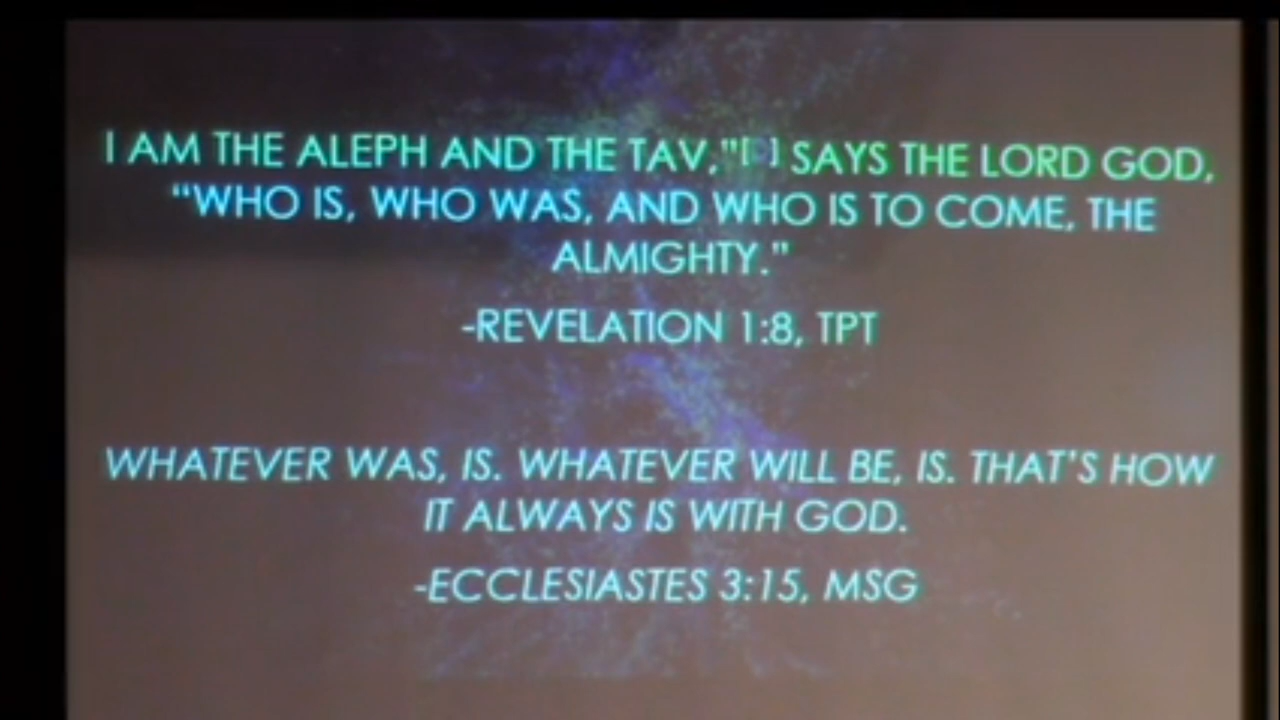 I AM THE ALEPH AND THE TAV,"[ ] SAYS THE LORD GOD,
“WHO IS, WHO WAS, AND WHO IS TO COME, THE
ALMIGHTY."
-REVELATION 1:8, TPT
WHATEVER WAS, IS. WHATEVER WILL BE, IS. THAT'S HOW
IT ALWAYS IS WITH GOD.
-ECCLESIASTES 3:15, MSG